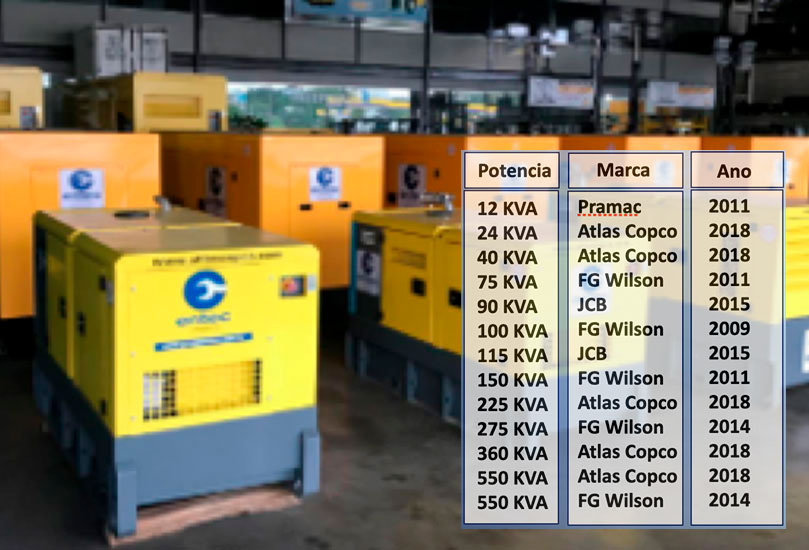 Potencia Marca Ano
12 KVA Pramac 2011
24 KVA Atlas Copco 2018
40 KVA Atlas Copco 2018
75 KVA FG Wilson 2011
90 KVA JCB 2015
100 KVA FG Wilson 2009
115 KVA JCB 2015
150 KVA FG Wilson 2011
225 KVA Atlas Copco 2018
275 KVA FG Wilson 2014
360 KVA Atlas Copco 2018
550 KVA Atlas Copco 2018
550 KVA FG Wilson 2014
entec